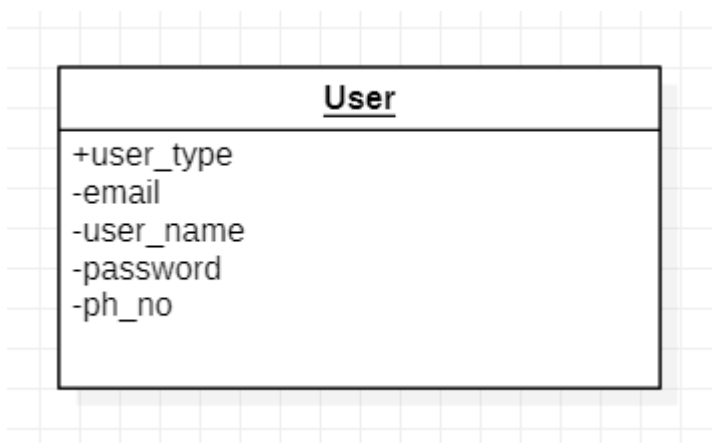 User
+user_type
-email
-user_name
-password
-ph_no